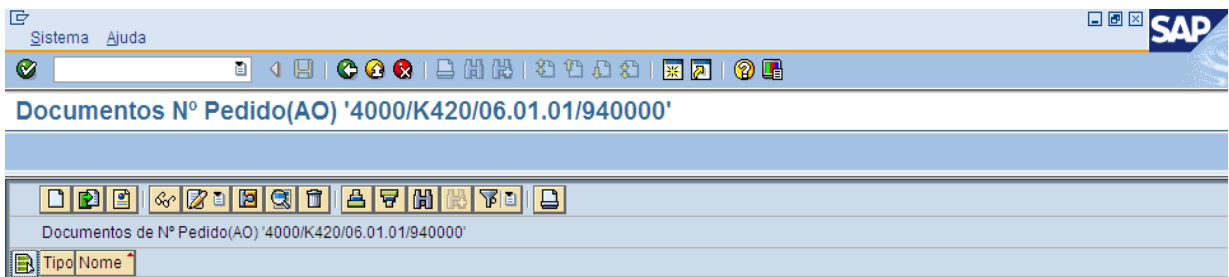 Sistema Ajuda
SAP
Documentos Nº Pedido(AO) '4000/K420/06.01.01/940000'
Documentos de Nº Pedido(AO) '4000/K420/06.01.01/940000'
Tipo Nome